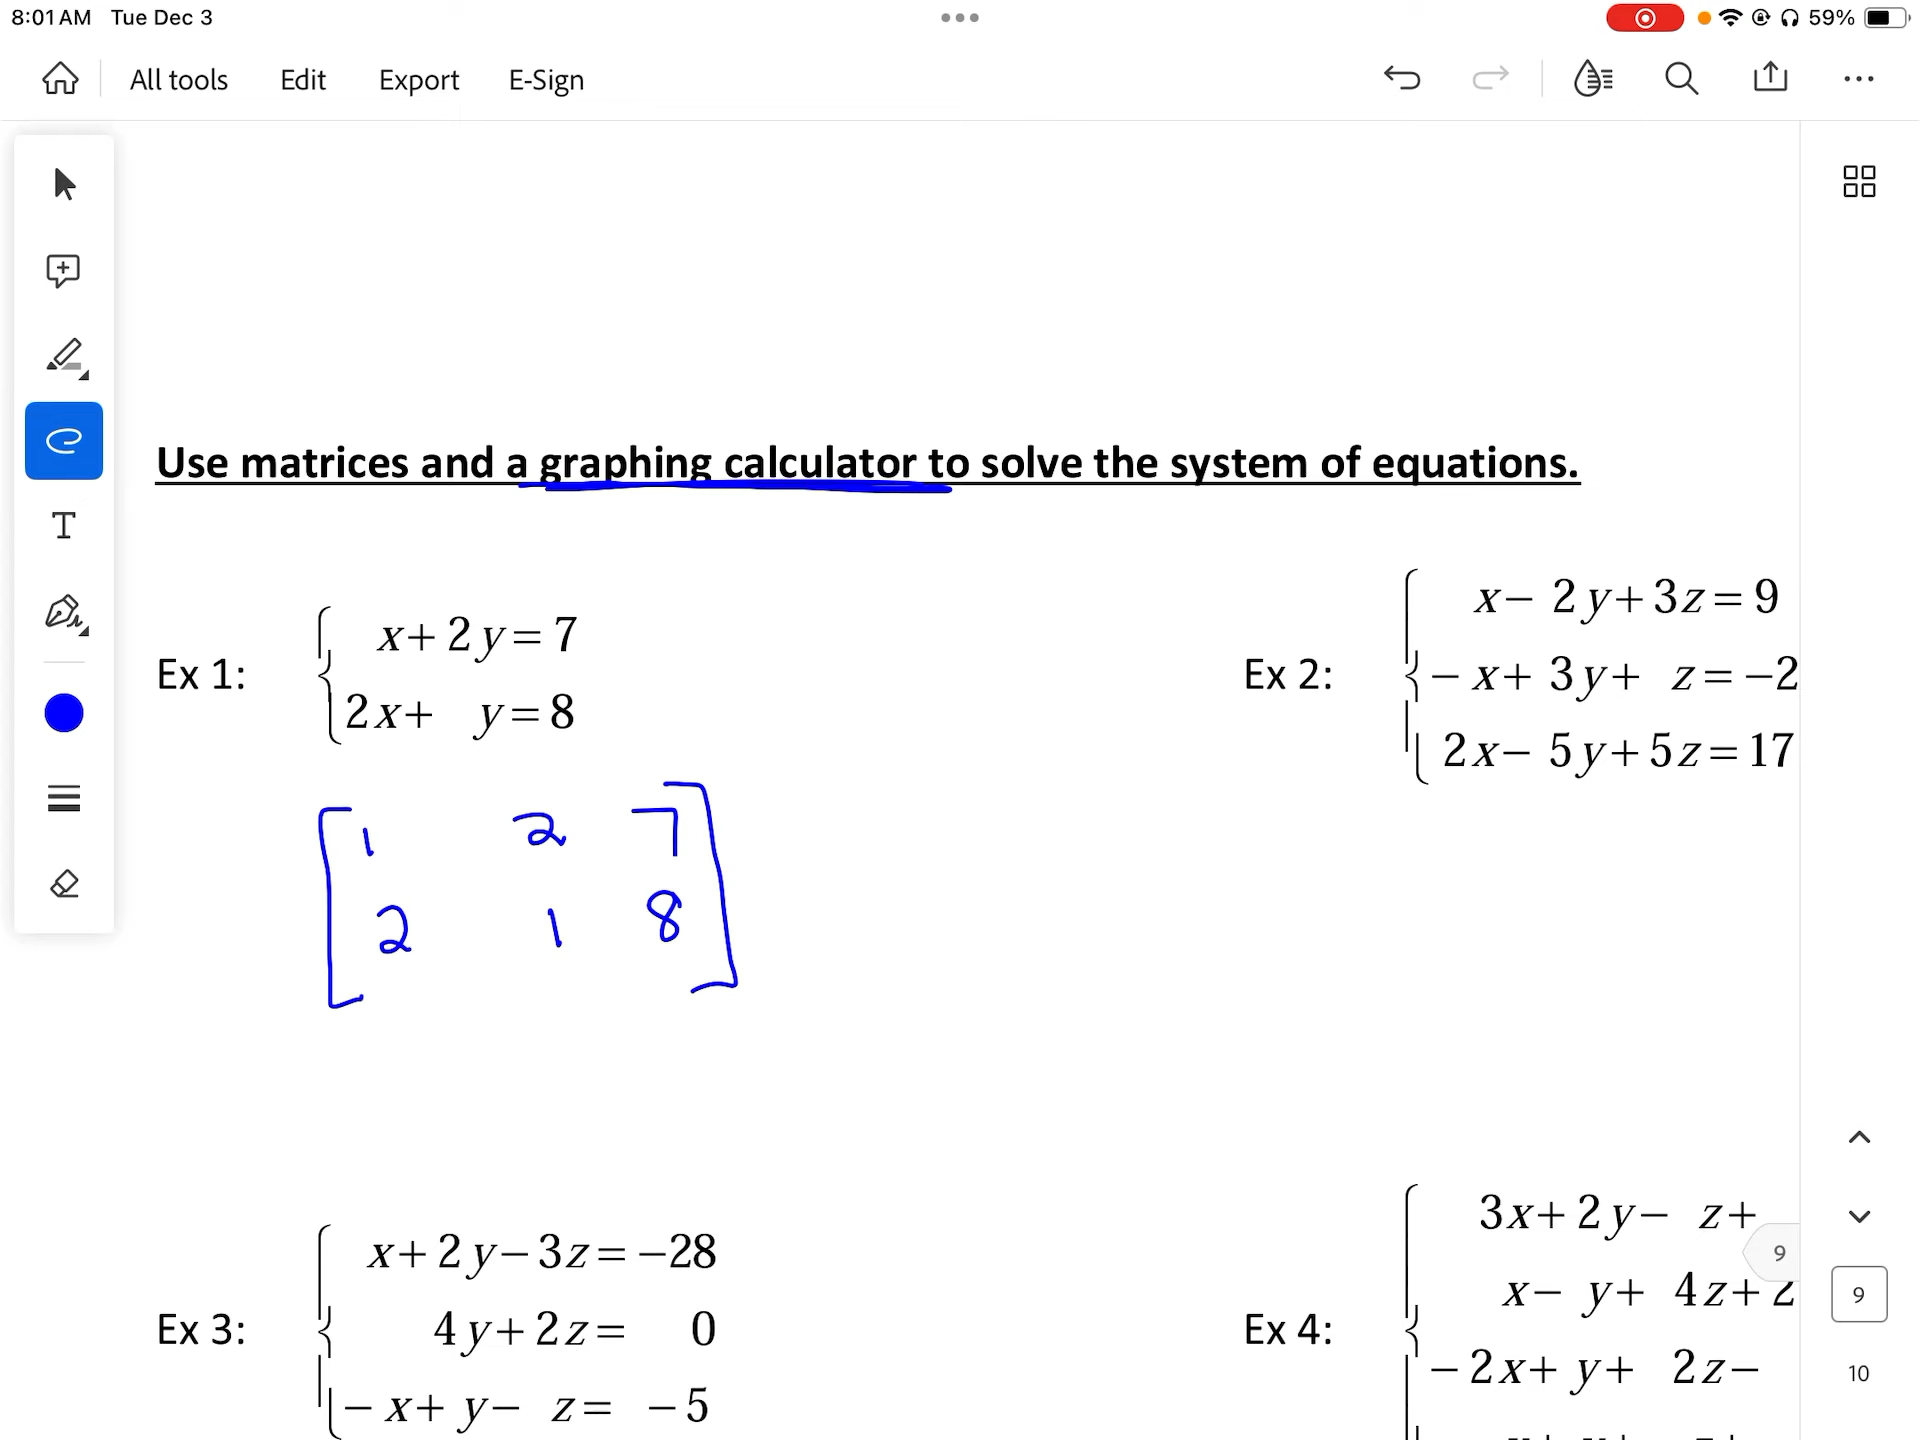 8:01 AM Tue Dec 3
59%
All tools Edit Export E-Sign
Use matrices and a graphing calculator to solve the system of equations.
Ex 1:
x + 2y = 7
2x + y = 8
1 2 7
2 1 8
Ex 2:
x − 2y + 3z = 9
− x + 3y + z = −2
2x − 5y + 5z = 17
Ex 3:
x + 2y − 3z = −28
4y + 2z = 0
− x + y − z = −5
Ex 4:
3x + 2y − z +
x − y + 4z + 2
− 2x + y + 2z −
9
9
10